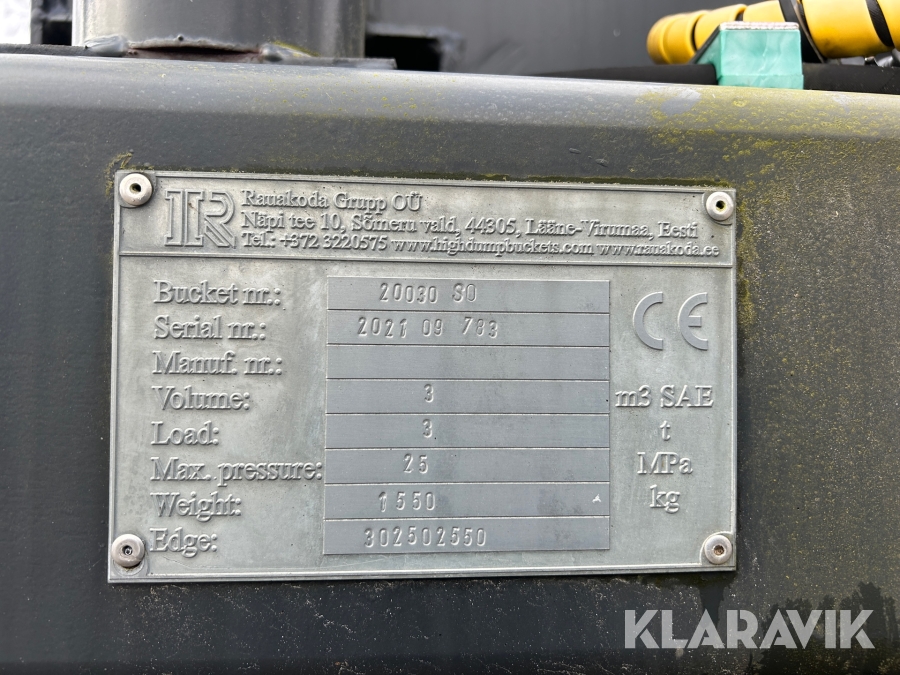 R Rauakoda Grupp OÜ
Näpi tee 10, Sõmeru vald, 44305, Lääne-Virumaa, Eesti
Tel.: +372 3220575 www.highdumpbuckets.com www.rauakoda.ee
Bucket nr.: 20030 SO
Serial nr.: 2021 09 783 CE
Manuf. nr.:
Volume: 3 m3 SAE
Load: 3 t
Max. pressure: 25 MPa
Weight: 1550 kg
Edge: 302502550
KLARAVIK